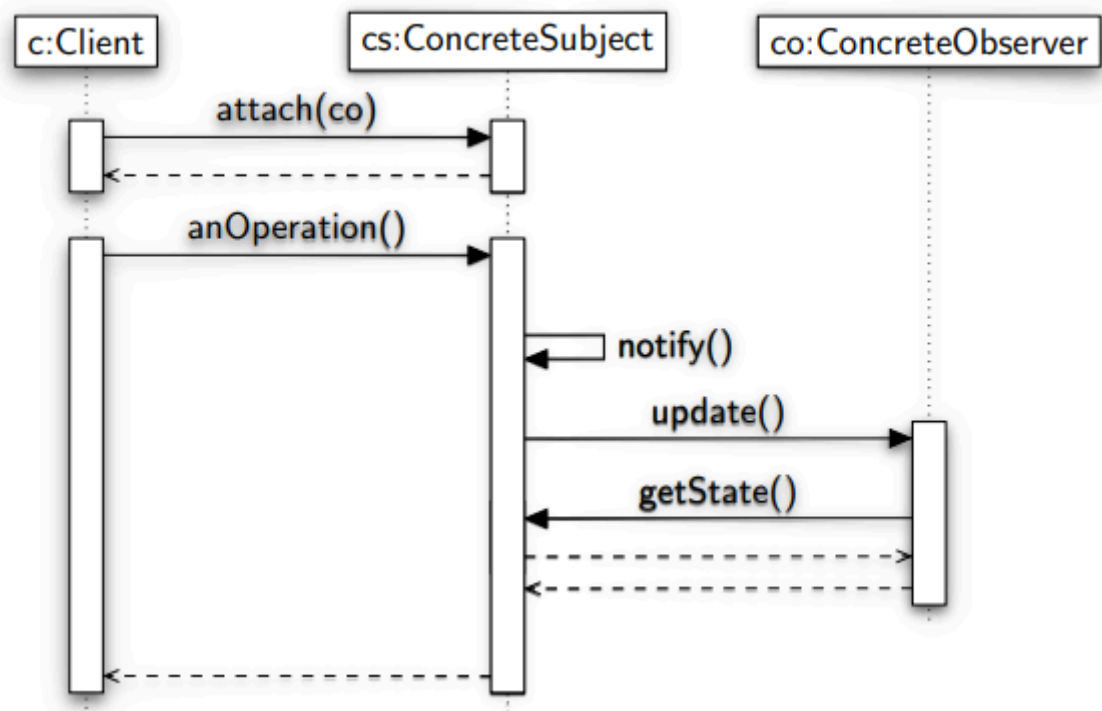 c:Client
cs:ConcreteSubject
co:ConcreteObserver
attach(co)
anOperation()
notify()
update()
getState()